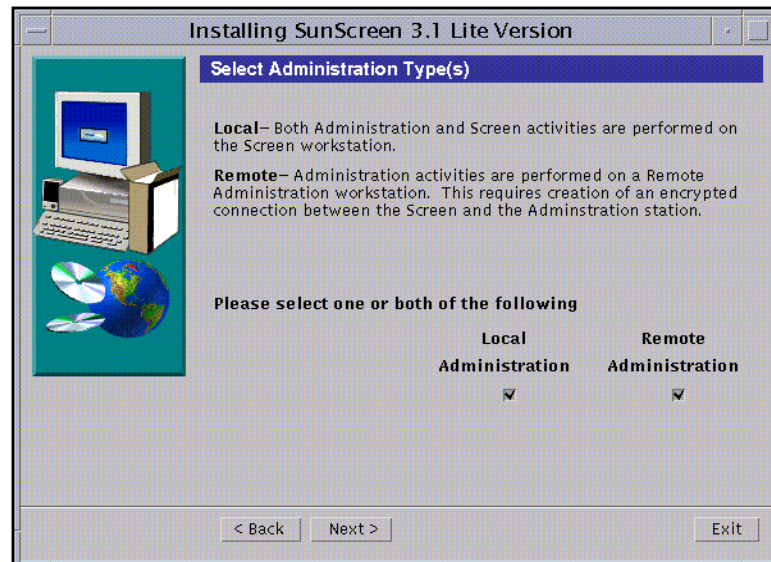 Installing SunScreen 3.1 Lite Version
Select Administration Type(s)
Local– Both Administration and Screen activities are performed on
the Screen workstation.
Remote– Administration activities are performed on a Remote
Administration workstation. This requires creation of an encrypted
connection between the Screen and the Adminstration station.
Please select one or both of the following
Local Remote
Administration Administration
< Back Next > Exit